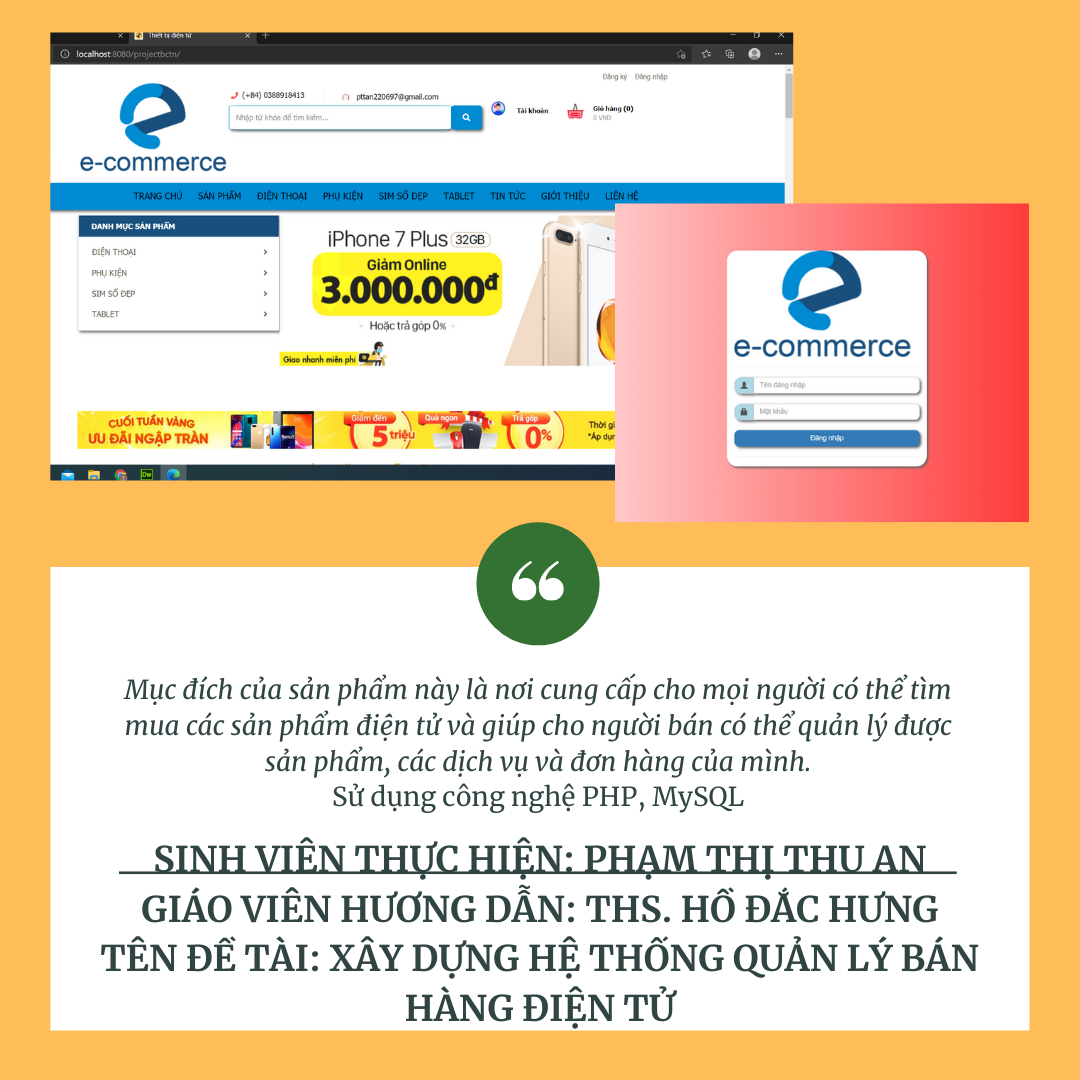 Thiết bị điện tử
localhost:8080/projectbctn/
Đăng ký Đăng nhập
(+84) 0388918413
pttan220697@gmail.com
Nhập từ khóa để tìm kiếm...
Tài khoản
Giỏ hàng (0)
0 VNĐ
e-commerce
TRANG CHỦ SẢN PHẨM ĐIỆN THOẠI PHỤ KIỆN SIM SỐ ĐẸP TABLET TIN TỨC GIỚI THIỆU LIÊN HỆ
DANH MỤC SẢN PHẨM
ĐIỆN THOẠI
PHỤ KIỆN
SIM SỐ ĐẸP
TABLET
iPhone 7 Plus 32GB
Giảm Online
3.000.000đ
Hoặc trả góp 0%
Giao nhanh miễn phí
CUỐI TUẦN VÀNG
ƯU ĐÃI NGẬP TRÀN
Giảm đến
5 triệu
Quà ngon
Trả góp
0%
Thời gi
*Áp dụn
Dw
e-commerce
Tên đăng nhập
Mật khẩu
Đăng nhập
“
Mục đích của sản phẩm này là nơi cung cấp cho mọi người có thể tìm
mua các sản phẩm điện tử và giúp cho người bán có thể quản lý được
sản phẩm, các dịch vụ và đơn hàng của mình.
Sử dụng công nghệ PHP, MySQL
SINH VIÊN THỰC HIỆN: PHẠM THỊ THU AN
GIÁO VIÊN HƯƠNG DẪN: THS. HỒ ĐẮC HƯNG
TÊN ĐỀ TÀI: XÂY DỰNG HỆ THỐNG QUẢN LÝ BÁN
HÀNG ĐIỆN TỬ